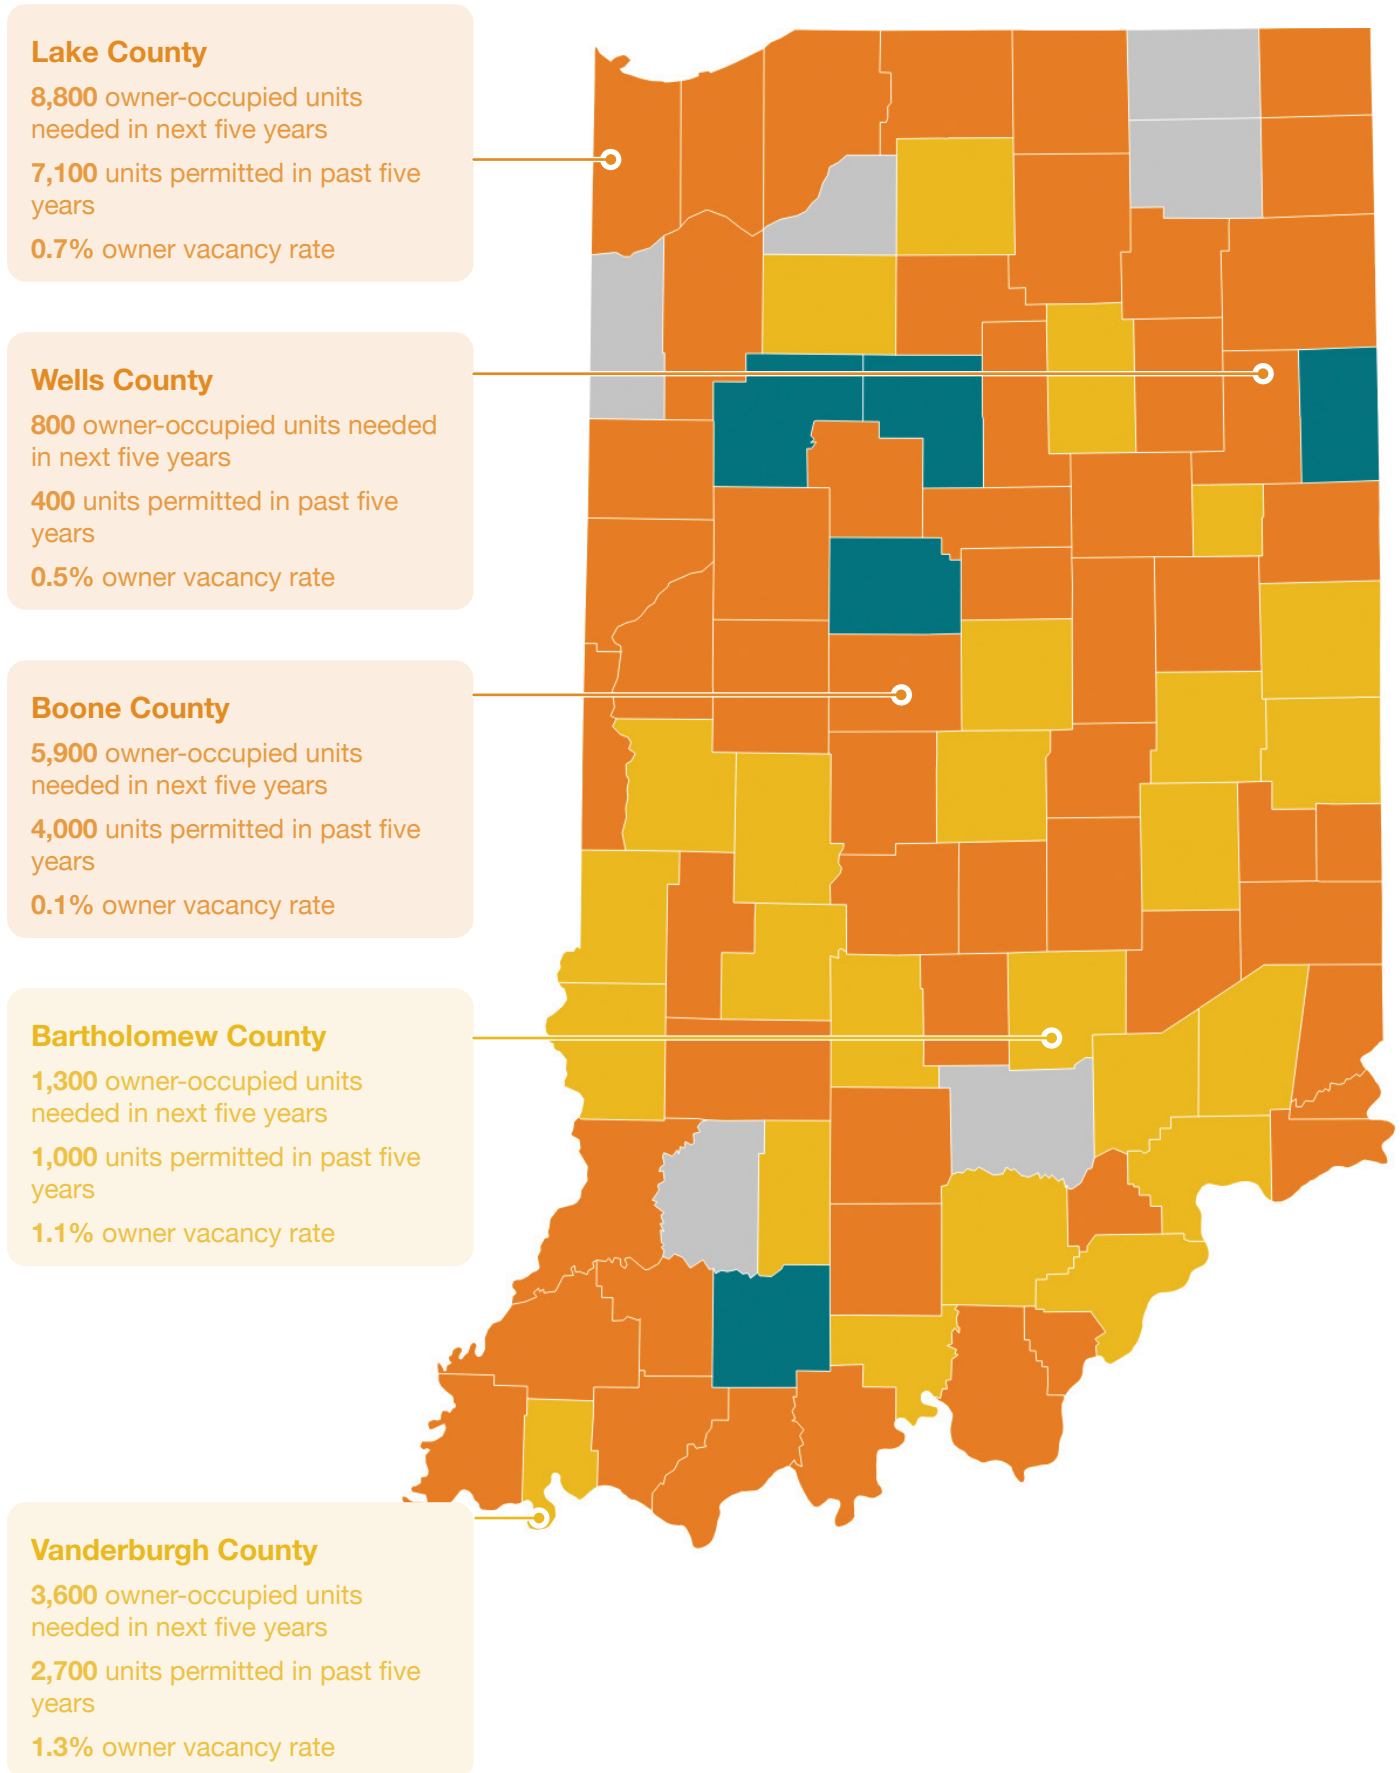 Lake County
8,800 owner-occupied units
needed in next five years
7,100 units permitted in past five
years
0.7% owner vacancy rate
Wells County
800 owner-occupied units needed
in next five years
400 units permitted in past five
years
0.5% owner vacancy rate
Boone County
5,900 owner-occupied units
needed in next five years
4,000 units permitted in past five
years
0.1% owner vacancy rate
Bartholomew County
1,300 owner-occupied units
needed in next five years
1,000 units permitted in past five
years
1.1% owner vacancy rate
Vanderburgh County
3,600 owner-occupied units
needed in next five years
2,700 units permitted in past five
years
1.3% owner vacancy rate